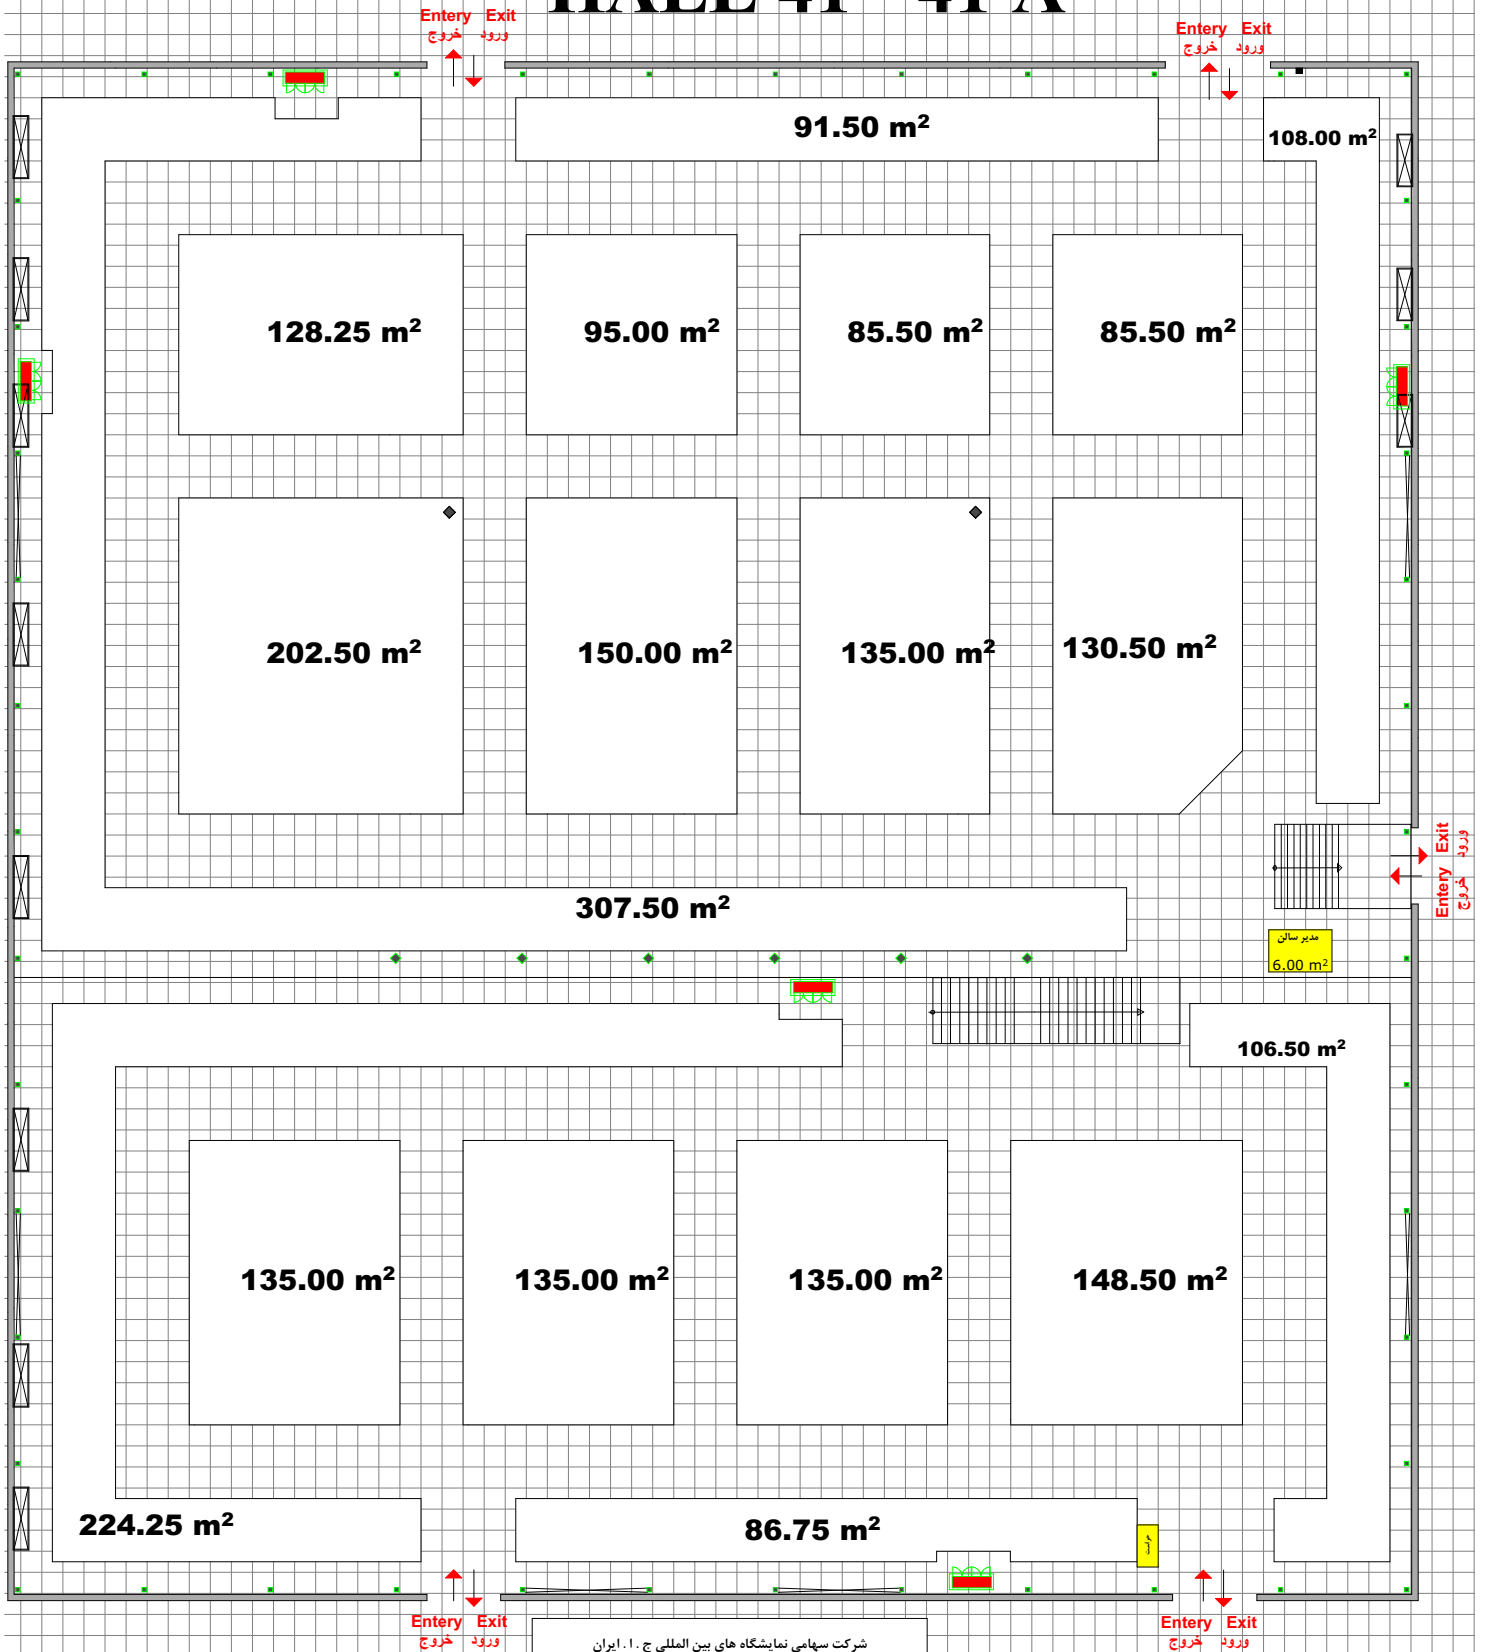 HALL 41 - 41 A
Entery Exit
خروج ورود
Entery Exit
خروج ورود
91.50 m²
108.00 m²
128.25 m²
95.00 m²
85.50 m²
85.50 m²
202.50 m²
150.00 m²
135.00 m²
130.50 m²
Entery Exit
خروج ورود
307.50 m²
مدیر سالن
6.00 m²
106.50 m²
135.00 m²
135.00 m²
135.00 m²
148.50 m²
224.25 m²
86.75 m²
حراست
Entery Exit
خروج ورود
Entery Exit
خروج ورود
شرکت سهامی نمایشگاه های بین المللی ج . ا . ایران